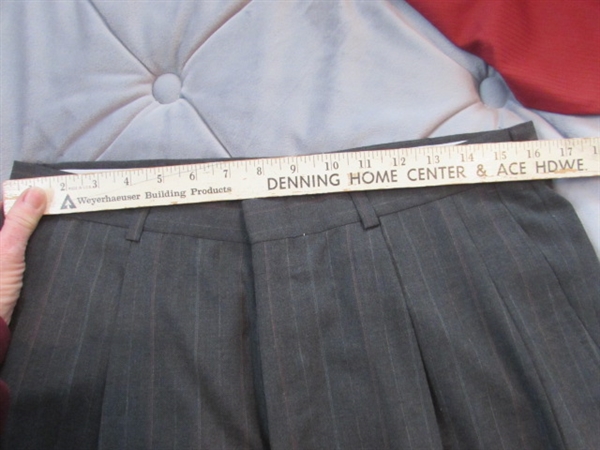 2 3 4 5 6 7 8 9 10 11 12 13 14 15 16 17 18
Weyerhaeuser Building Products
DENNING HOME CENTER & ACE HDWE.